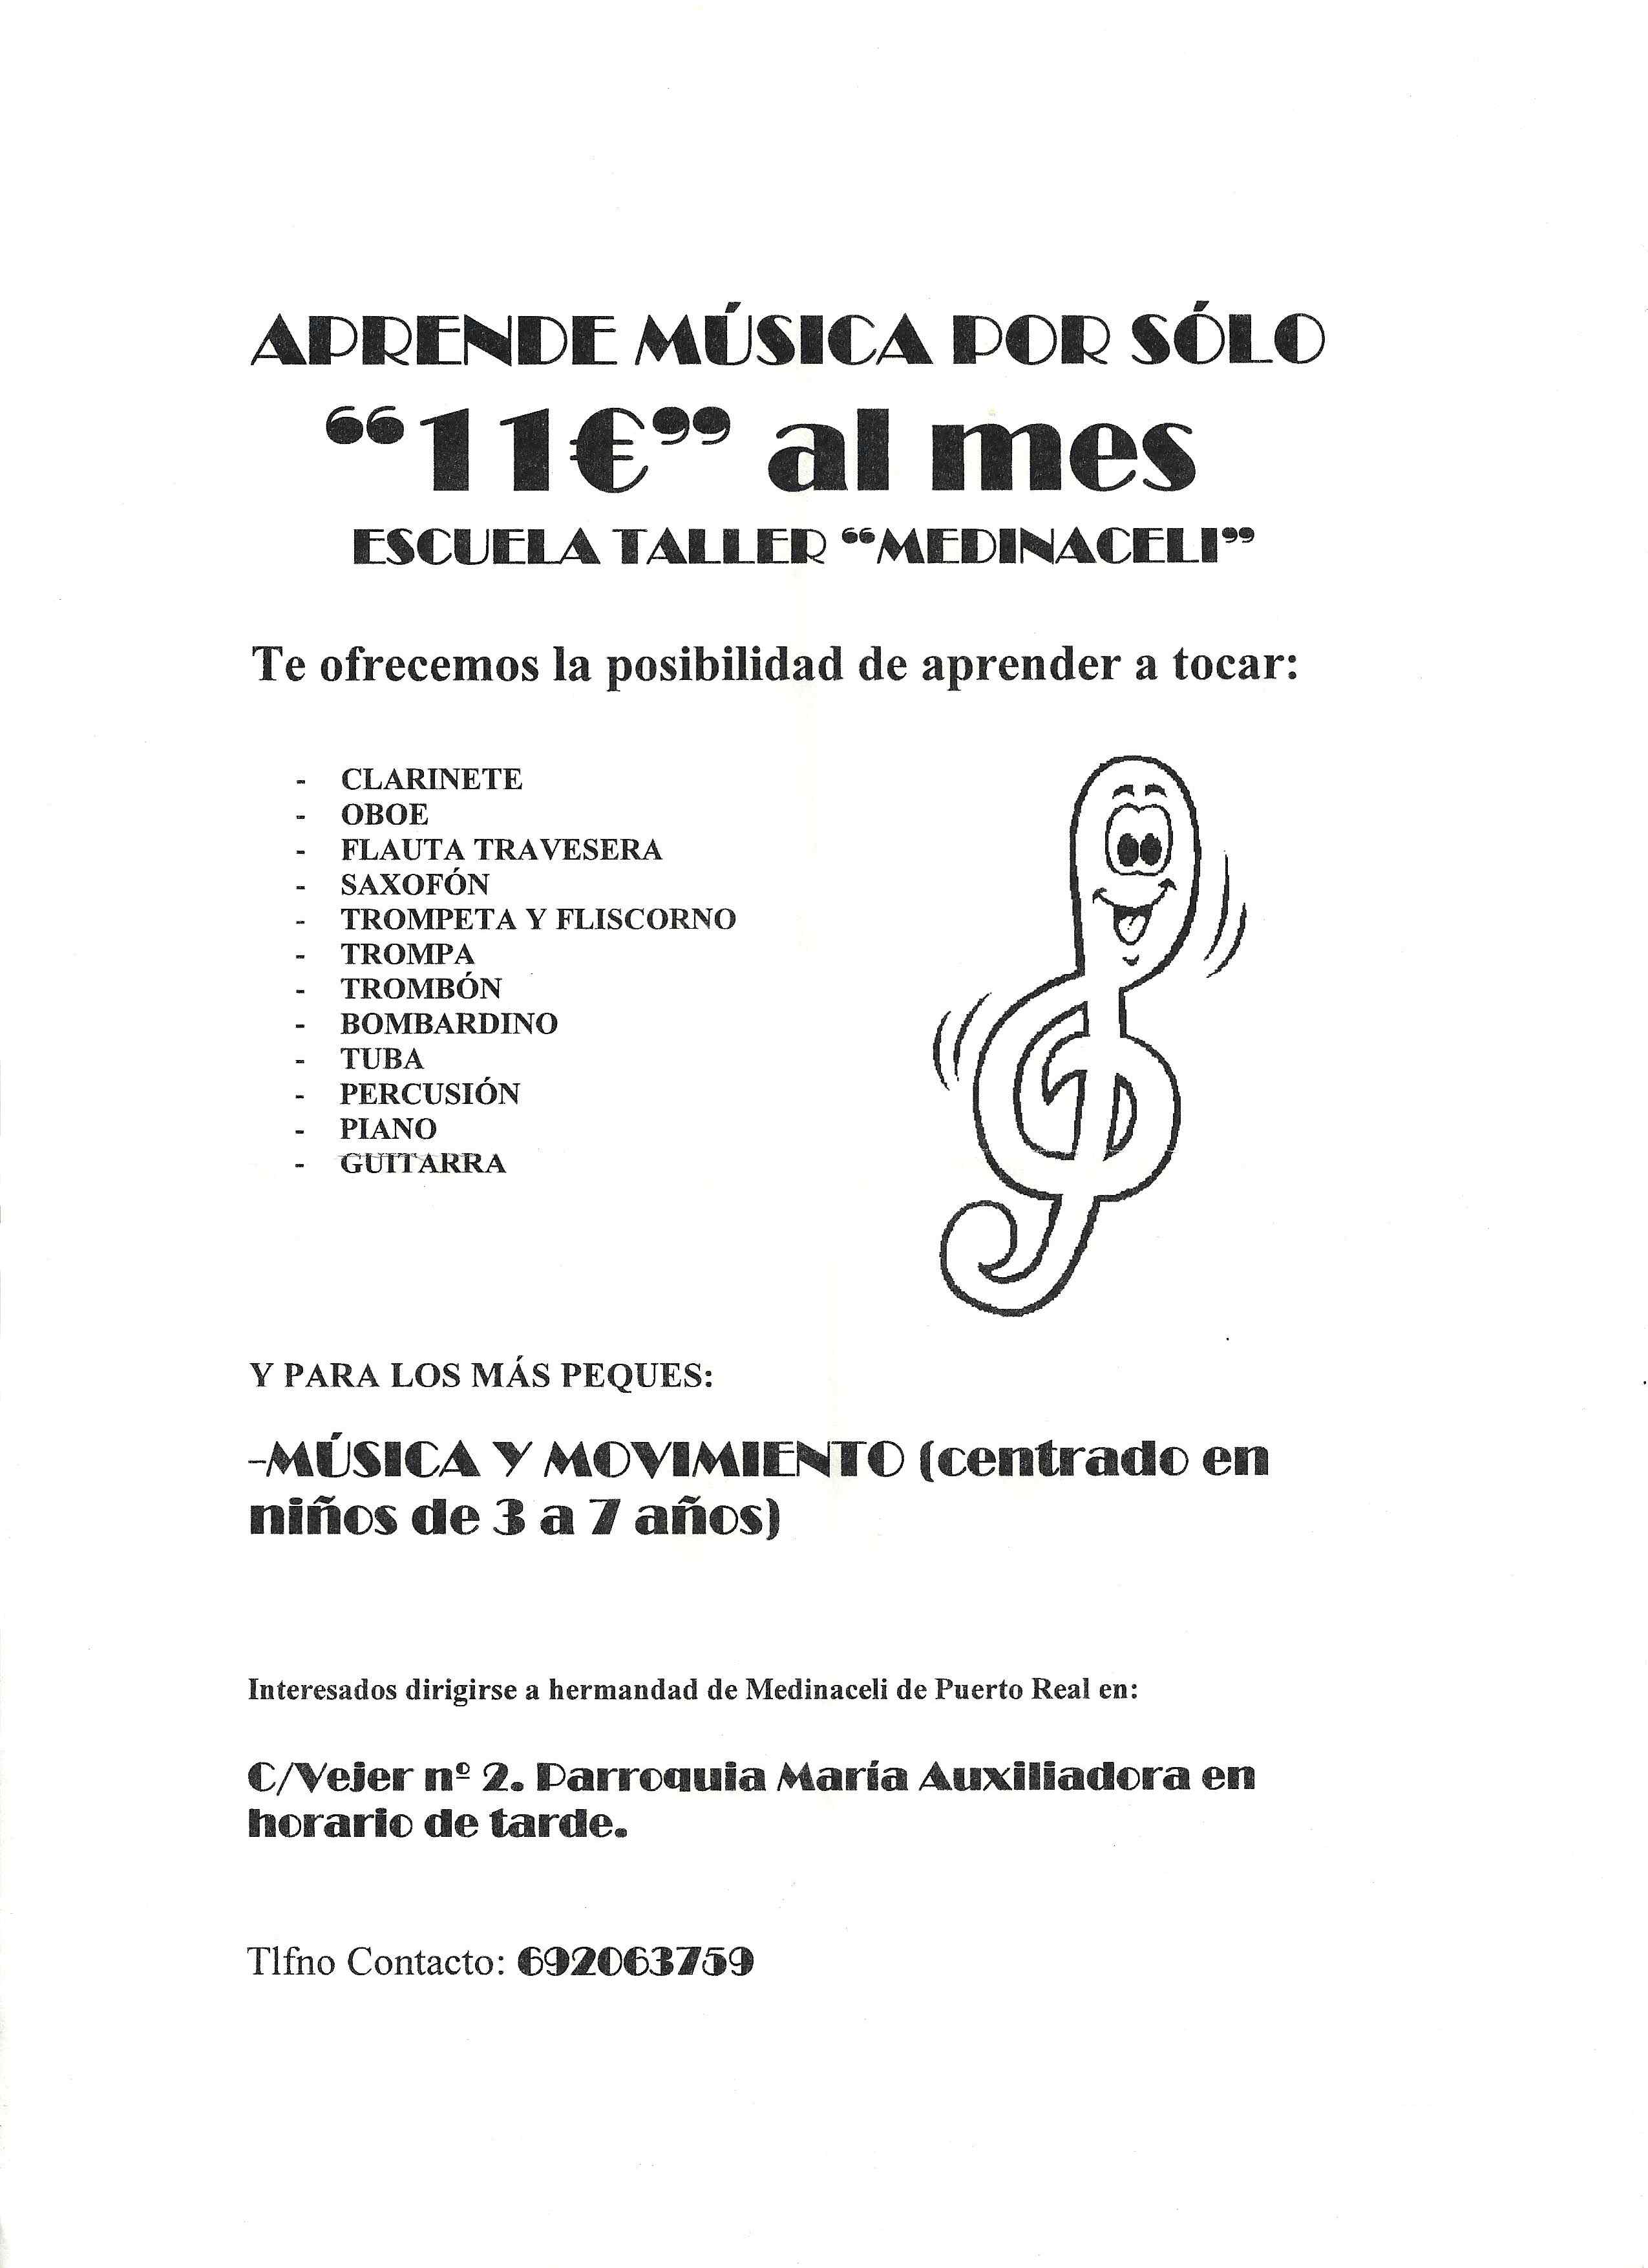 APRENDE MÚSICA POR SÓLO
“11€” al mes
ESCUELA TALLER “MEDINACELI”
Te ofrecemos la posibilidad de aprender a tocar:
- CLARINETE
- OBOE
- FLAUTA TRAVESERA
- SAXOFÓN
- TROMPETA Y FLISCORNO
- TROMPA
- TROMBÓN
- BOMBARDINO
- TUBA
- PERCUSIÓN
- PIANO
- GUITARRA
Y PARA LOS MÁS PEQUES:
-MÚSICA Y MOVIMIENTO (centrado en
niños de 3 a 7 años)
Interesados dirigirse a hermandad de Medinaceli de Puerto Real en:
C/Vejer nº 2. Parroquia María Auxiliadora en
horario de tarde.
Tlfno Contacto: 692063759